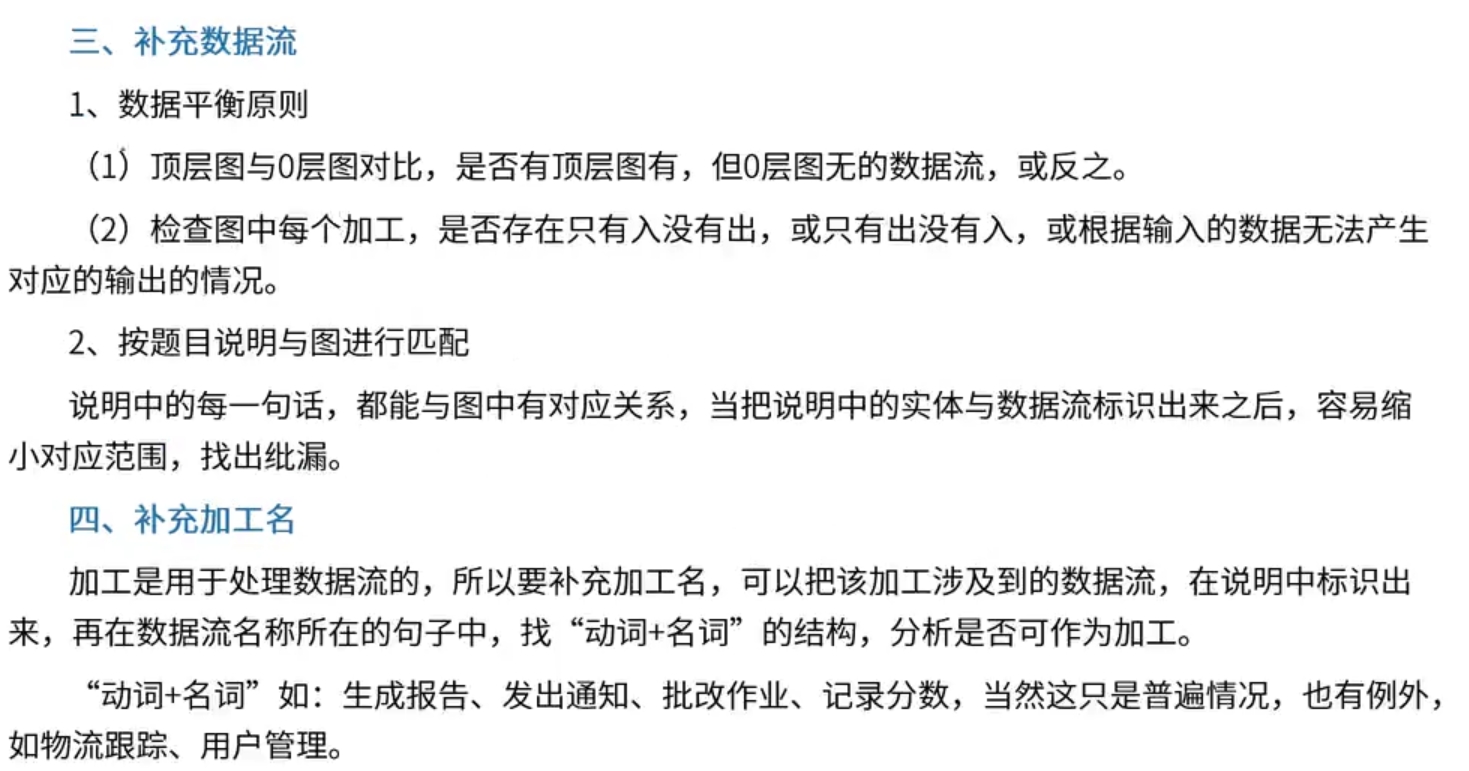 三、补充数据流
1、数据平衡原则
（1）顶层图与0层图对比，是否有顶层图有，但0层图无的数据流，或反之。
（2）检查图中每个加工，是否存在只有入没有出，或只有出没有入，或根据输入的数据无法产生
对应的输出的情况。
2、按题目说明与图进行匹配
说明中的每一句话，都能与图中有对应关系，当把说明中的实体与数据流标识出来之后，容易缩
小对应范围，找出纰漏。
四、补充加工名
加工是用于处理数据流的，所以要补充加工名，可以把该加工涉及到的数据流，在说明中标识出
来，再在数据流名称所在的句子中，找“动词+名词”的结构，分析是否可作为加工。
“动词+名词”如：生成报告、发出通知、批改作业、记录分数，当然这只是普遍情况，也有例外，
如物流跟踪、用户管理。